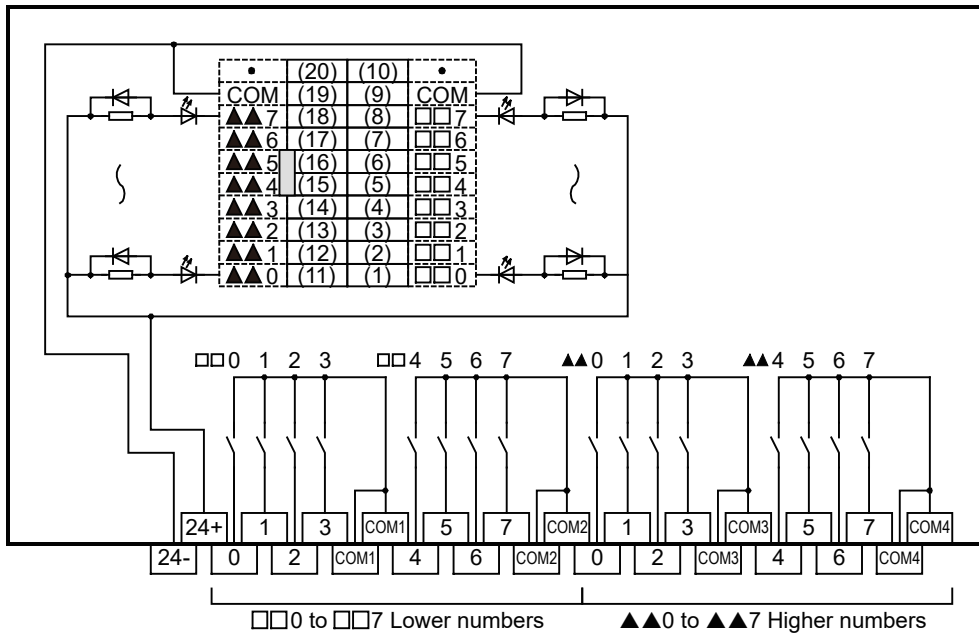 • (20) (10) •
COM (19) (9) COM
▲▲7 (18) (8) □□7
▲▲6 (17) (7) □□6
▲▲5 (16) (6) □□5
▲▲4 (15) (5) □□4
▲▲3 (14) (4) □□3
▲▲2 (13) (3) □□2
▲▲1 (12) (2) □□1
▲▲0 (11) (1) □□0
□□0 1 2 3 □□4 5 6 7 ▲▲0 1 2 3 ▲▲4 5 6 7
24+ 1 3 COM1 5 7 COM2 1 3 COM3 5 7 COM4
24- 0 2 COM1 4 6 COM2 0 2 COM3 4 6 COM4
□□0 to □□7 Lower numbers ▲▲0 to ▲▲7 Higher numbers